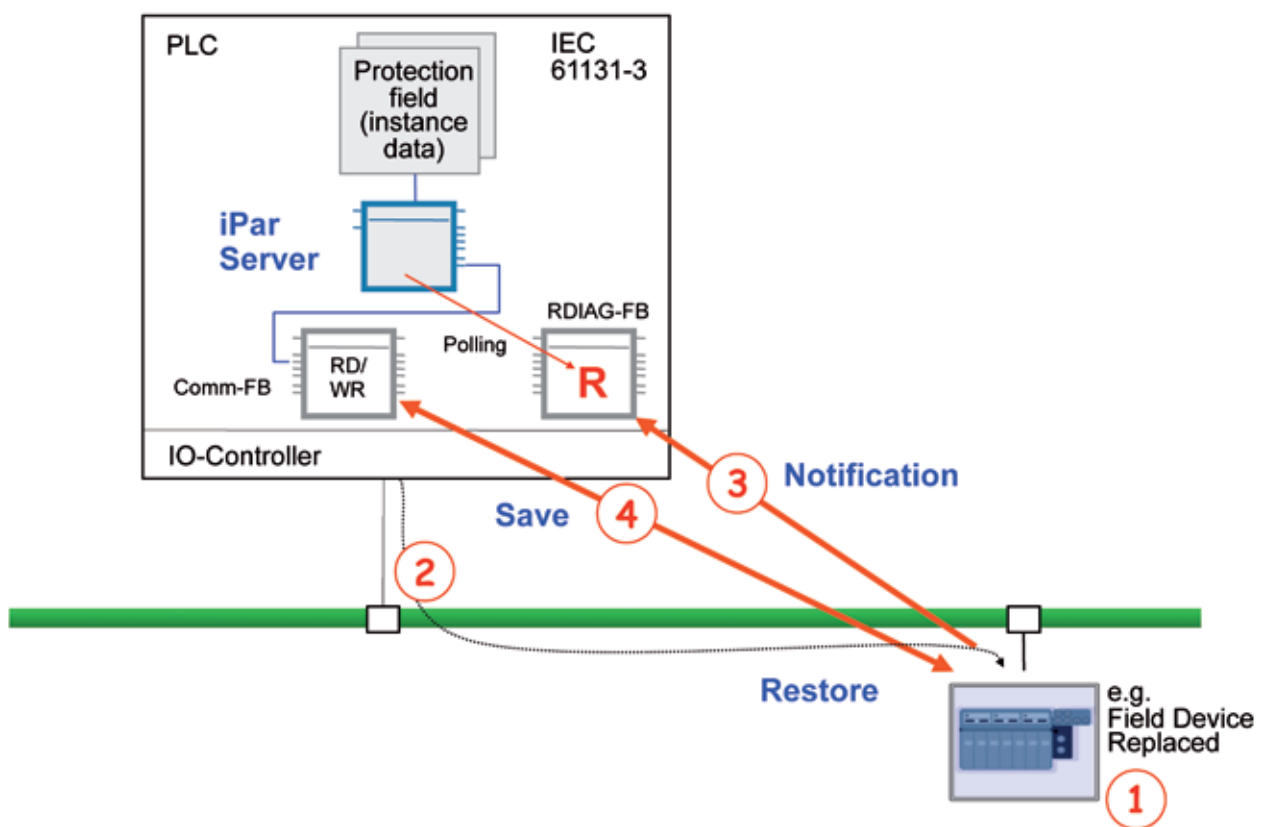 PLC
IEC
61131-3
Protection
field
(instance
data)
iPar
Server
RDIAG-FB
Polling
RD/
WR
R
Comm-FB
IO-Controller
3
Notification
Save
4
2
Restore
e.g.
Field Device
Replaced
1